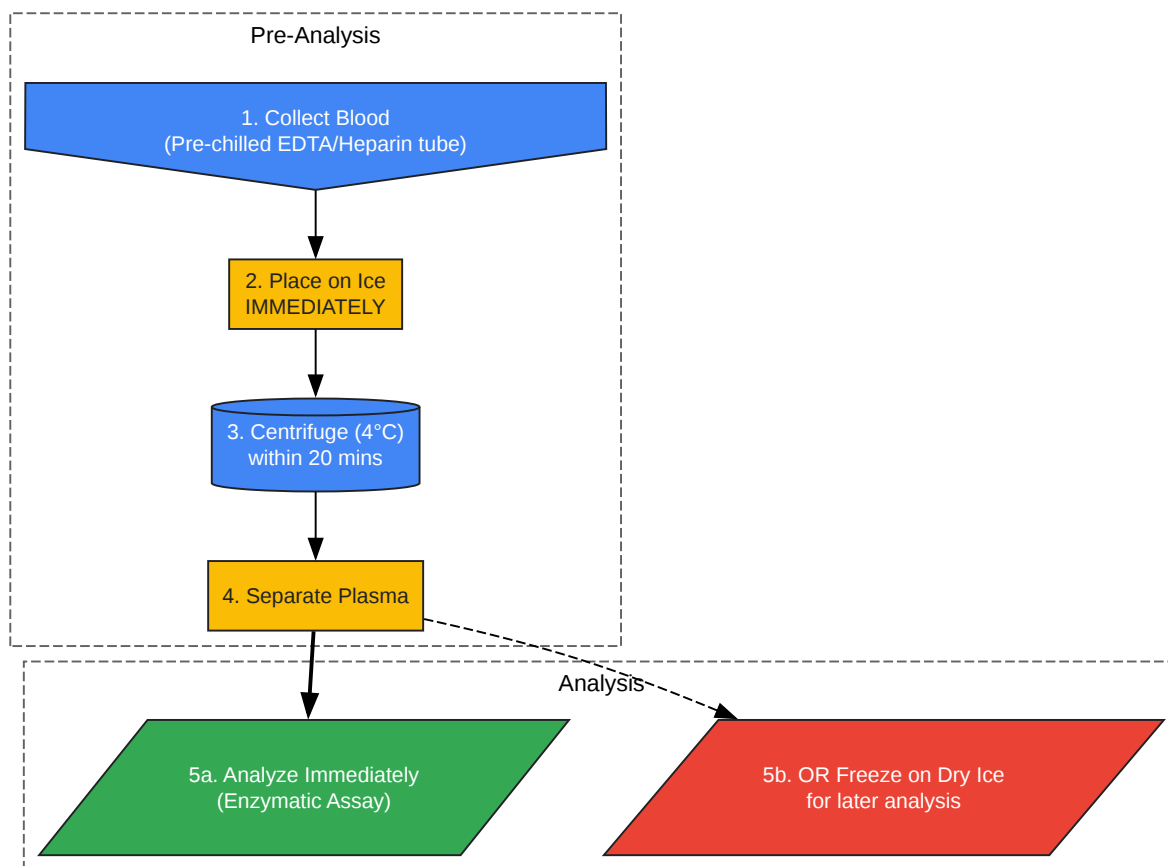 Pre-Analysis
1. Collect Blood
(Pre-chilled EDTA/Heparin tube)
2. Place on Ice
IMMEDIATELY
3. Centrifuge (4°C)
within 20 mins
4. Separate Plasma
Analysis
5a. Analyze Immediately
(Enzymatic Assay)
5b. OR Freeze on Dry Ice
for later analysis